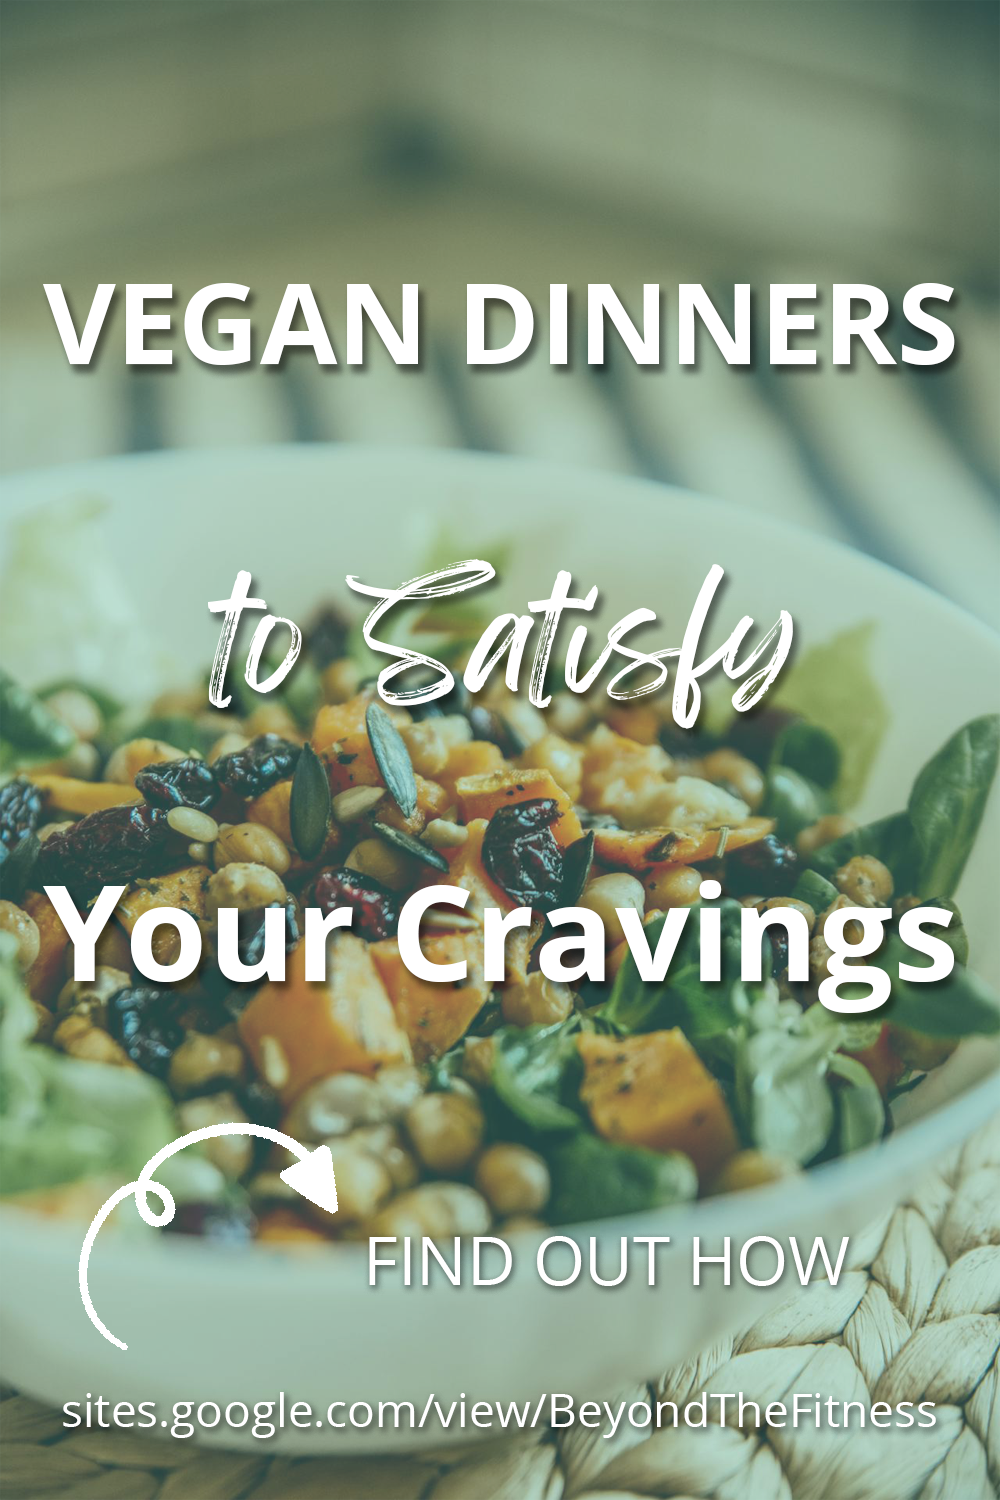 VEGAN DINNERS
to Satisfy
Your Cravings
FIND OUT HOW
sites.google.com/view/BeyondTheFitness